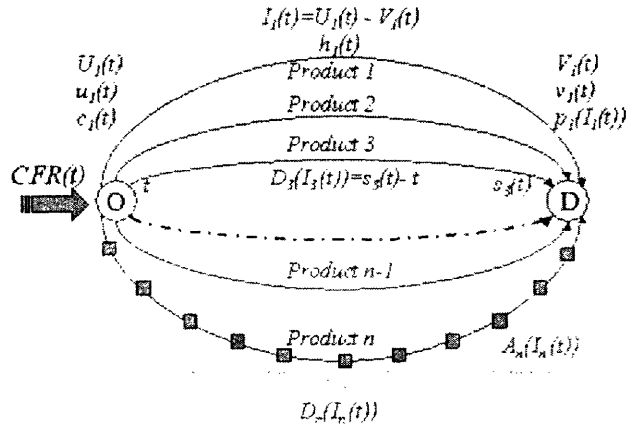 I₁(t)=U₁(t) - V₁(t)
h₁(t)
U₁(t)
u₁(t)
c₁(t)
Product 1
V₁(t)
v₁(t)
p₁(I₁(t))
Product 2
Product 3
CFR(t)
O
t
D₃(I₃(t))=s₃(t)- t
s₃(t)
D
Product n-1
Product n
Aₙ(Iₙ(t))
Dₙ(Iₙ(t))